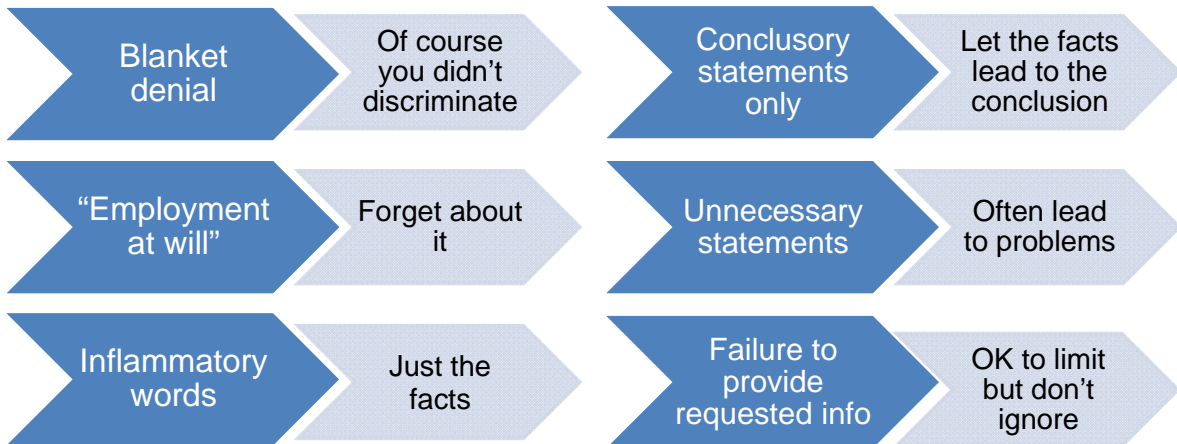 Blanket
denial
Of course
you didn’t
discriminate
Conclusory
statements
only
Let the facts
lead to the
conclusion
“Employment
at will”
Forget about
it
Unnecessary
statements
Often lead
to problems
Inflammatory
words
Just the
facts
Failure to
provide
requested info
OK to limit
but don’t
ignore